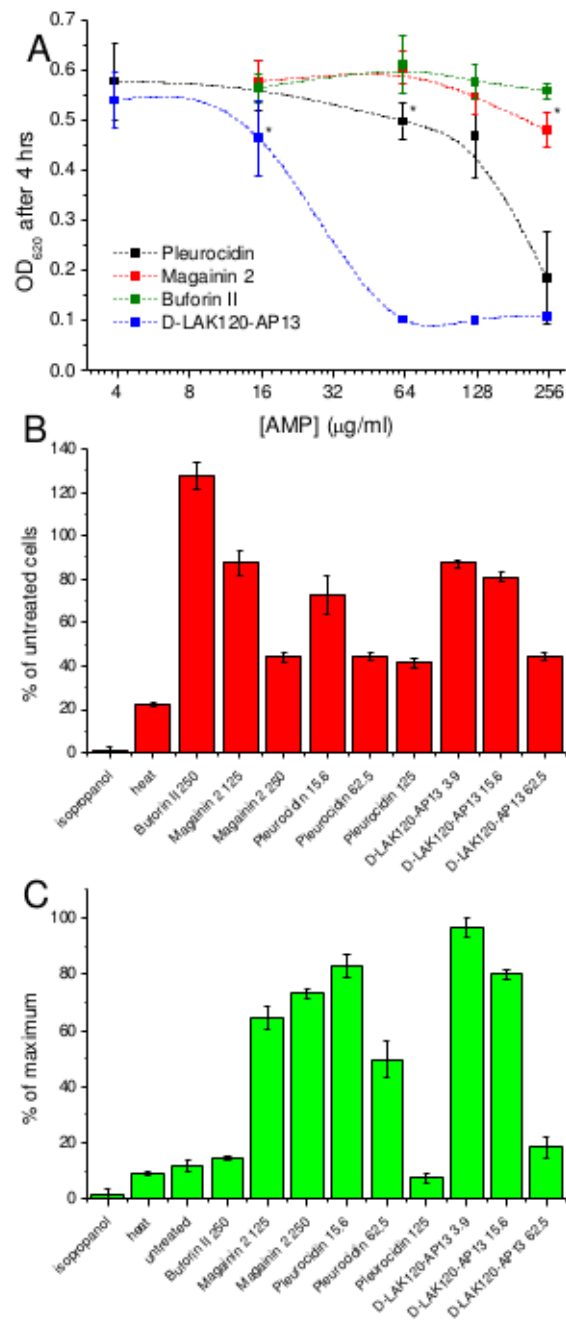 A
0.7
0.6
0.5
0.4
0.3
0.2
0.1
0.0
OD620 after 4 hrs
*
*
*
Pleurocidin
Magainin 2
Buforin II
D-LAK120-AP13
4 8 16 32 64 128 256
[AMP] (μg/ml)
B
140
120
100
80
60
40
20
0
% of untreated cells
isopropanol
heat
Buforin II 250
Magainin 2 125
Magainin 2 250
Pleurocidin 15.6
Pleurocidin 62.5
Pleurocidin 125
D-LAK120-AP13 3.9
D-LAK120-AP13 15.6
D-LAK120-AP13 62.5
C
100
80
60
40
20
0
% of maximum
isopropanol
heat
untreated
Buforin II 250
Magainin 2 125
Magainin 2 250
Pleurocidin 15.6
Pleurocidin 62.5
Pleurocidin 125
D-LAK120-AP13 3.9
D-LAK120-AP13 15.6
D-LAK120-AP13 62.5